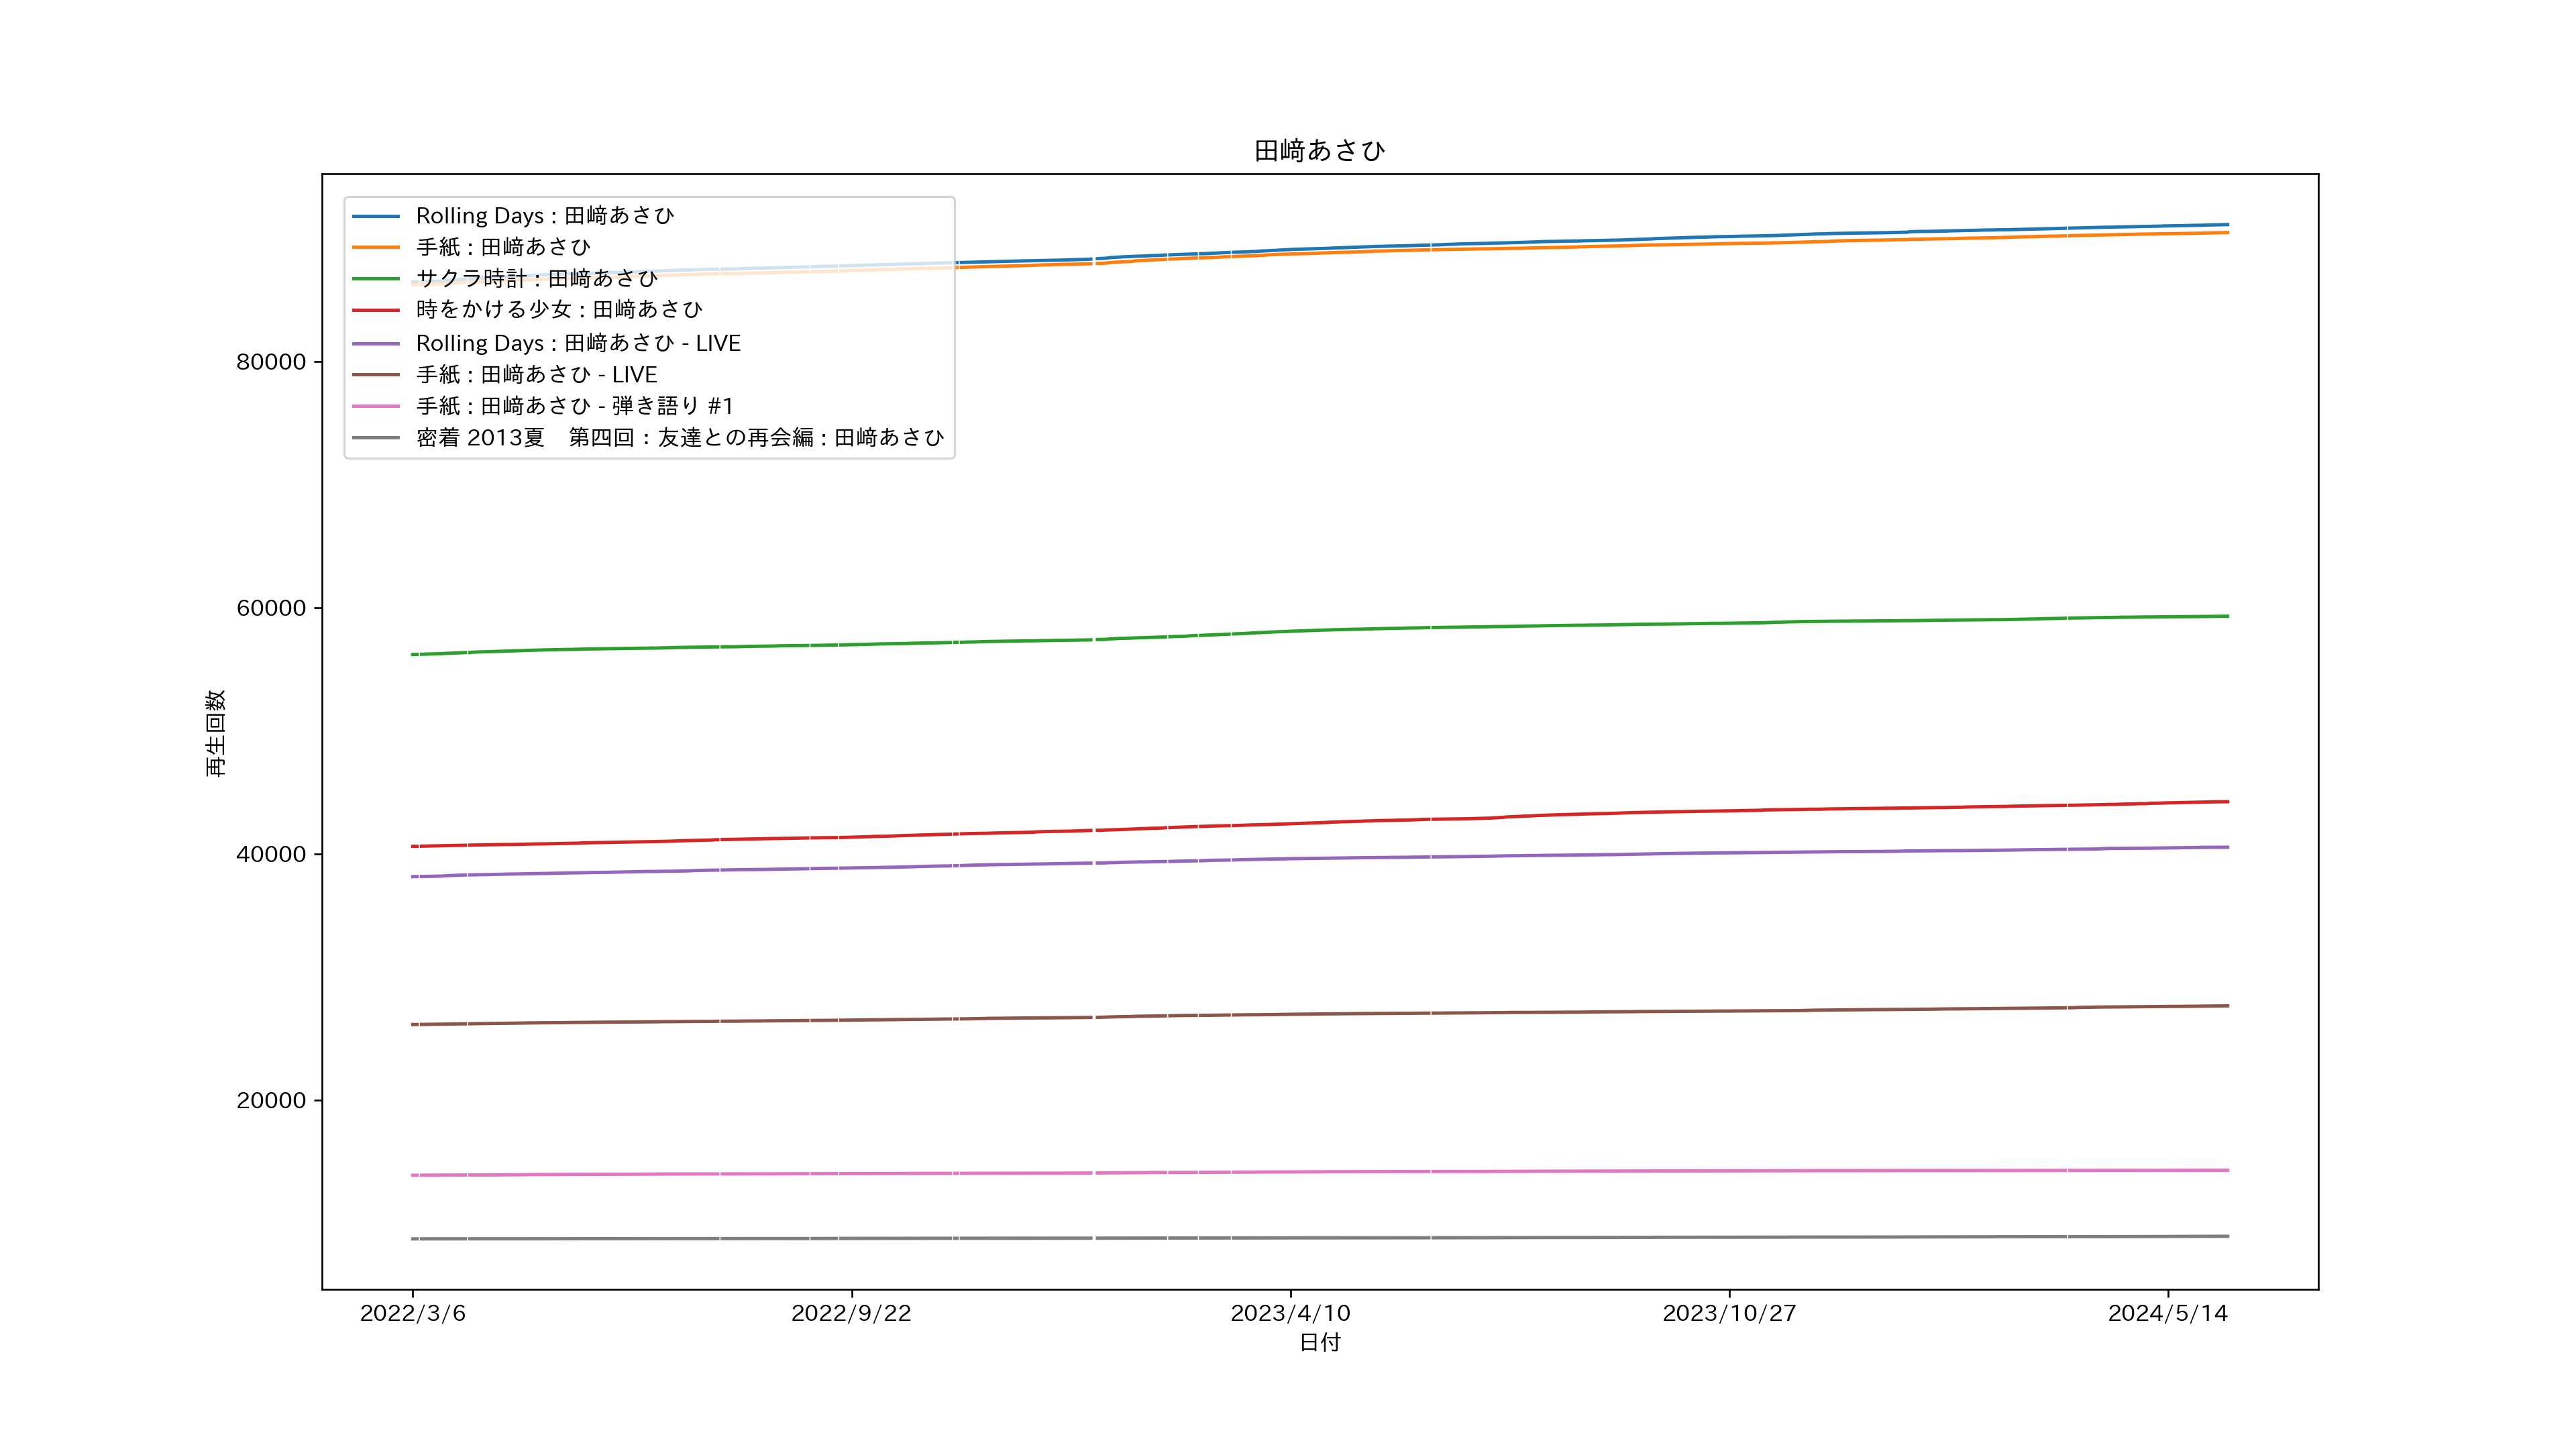 田﨑あさひ
Rolling Days : 田﨑あさひ
手紙 : 田﨑あさひ
サクラ時計 : 田﨑あさひ
時をかける少女 : 田﨑あさひ
Rolling Days : 田﨑あさひ - LIVE
手紙 : 田﨑あさひ - LIVE
手紙 : 田﨑あさひ - 弾き語り #1
密着 2013夏　第四回：友達との再会編 : 田﨑あさひ
80000
60000
40000
20000
再生回数
2022/3/6
2022/9/22
2023/4/10
2023/10/27
2024/5/14
日付